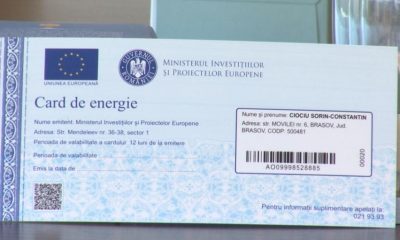 UNIUNEA EUROPEANĂ
GUVERNUL ROMÂNIEI
MINISTERUL INVESTIȚIILOR
ȘI PROIECTELOR EUROPENE
Card de energie
Nume emitent: Ministerul Investițiilor și Proiectelor Europene
Adresa: Str. Mendeleev nr. 36-38, sector 1
Perioada de valabilitate a cardului 12 luni de la emitere
Perioada de valabilitate
Emis la data de
Nume și prenume: CIOCIU SORIN-CONSTANTIN
Adresa: str. MOVILEI nr. 6, BRASOV, Jud.
BRASOV, CODP: 500481
AO09998528885
00020
Pentru informații suplimentare apelați la
021 93 93